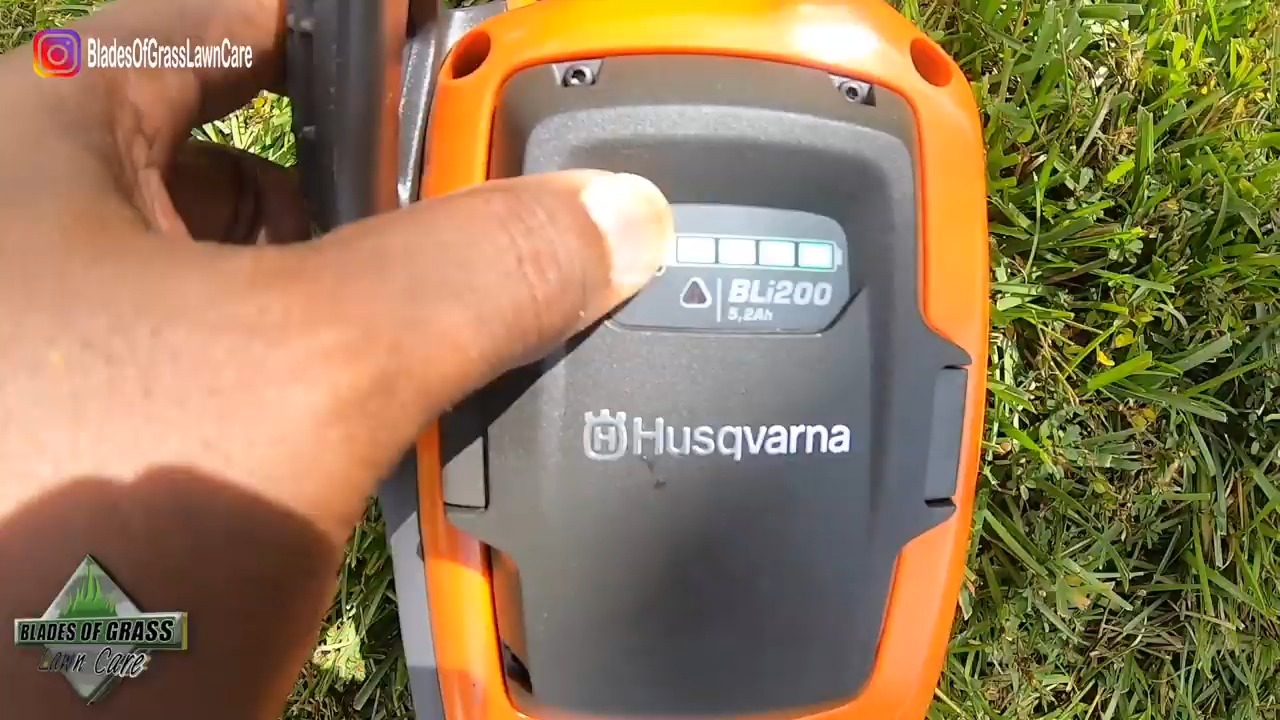 BladesOfGrassLawnCare
BLi200
5,2Ah
H Husqvarna
BLADES OF GRASS
Lawn Care